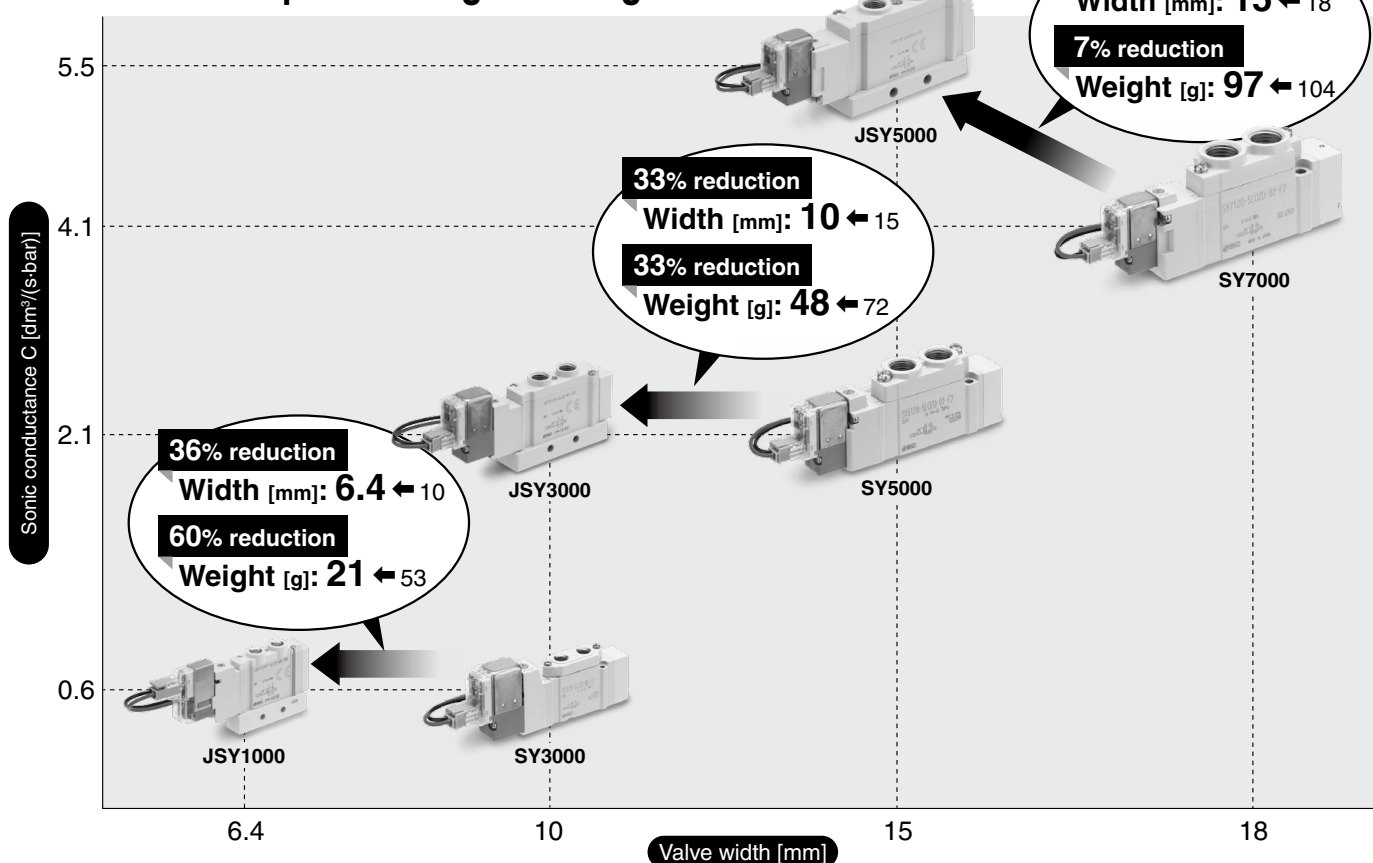 Width [mm]: 15 ← 18
7% reduction
Weight [g]: 97 ← 104
5.5
JSY5000
33% reduction
Width [mm]: 10 ← 15
33% reduction
Weight [g]: 48 ← 72
4.1
SY7000
Sonic conductance C [dm³/(s·bar)]
2.1
36% reduction
Width [mm]: 6.4 ← 10
60% reduction
Weight [g]: 21 ← 53
JSY3000
SY5000
0.6
JSY1000
SY3000
6.4
10
15
18
Valve width [mm]